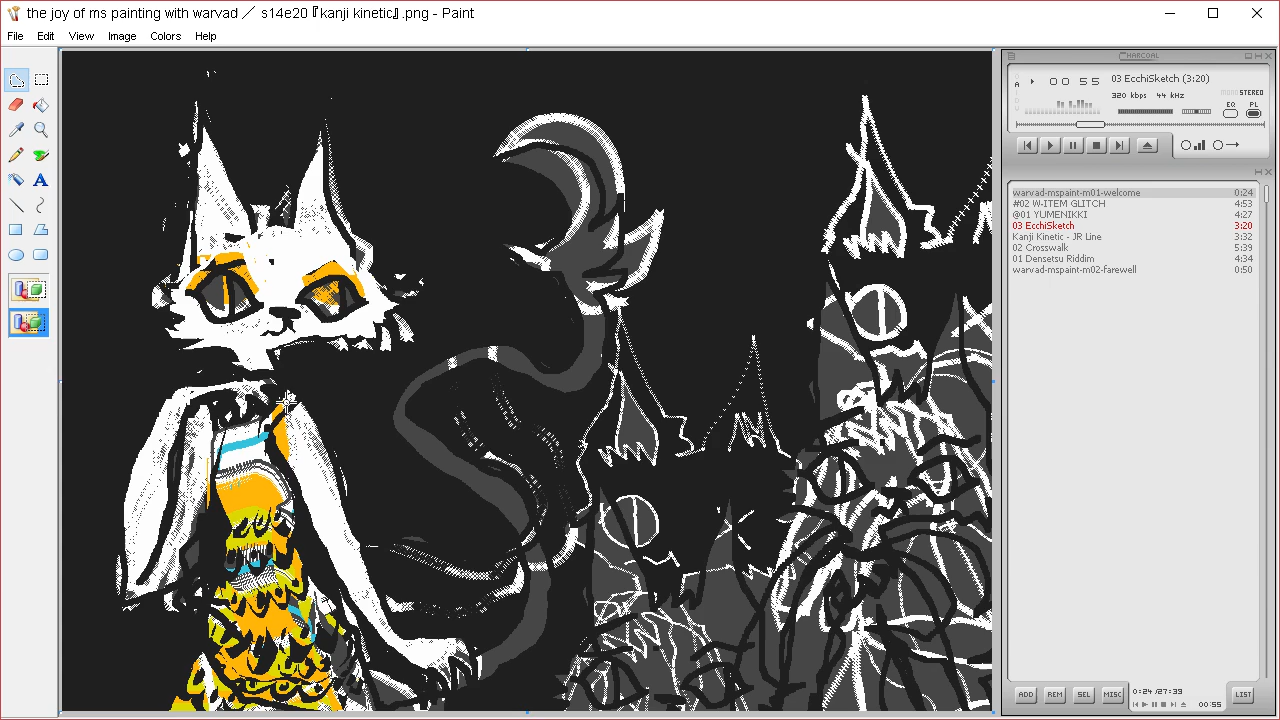 the joy of ms painting with warvad ／ s14e20『kanji kinetic』.png - Paint
File Edit View Image Colors Help
A
CHARCOAL
00 55
03 EcchiSketch (3:20)
320 kbps 44 kHz
MONO STEREO
EQ PL
warvad-mspaint-m01-welcome 0:24
#02 W-ITEM GLITCH 4:53
@01 YUMENIKKI 4:27
03 EcchiSketch 3:20
Kanji Kinetic - JR Line 3:32
02 Crosswalk 5:39
01 Densetsu Riddim 4:34
warvad-mspaint-m02-farewell 0:50
ADD REM SEL MISC 0:24/27:39 00:55 LIST